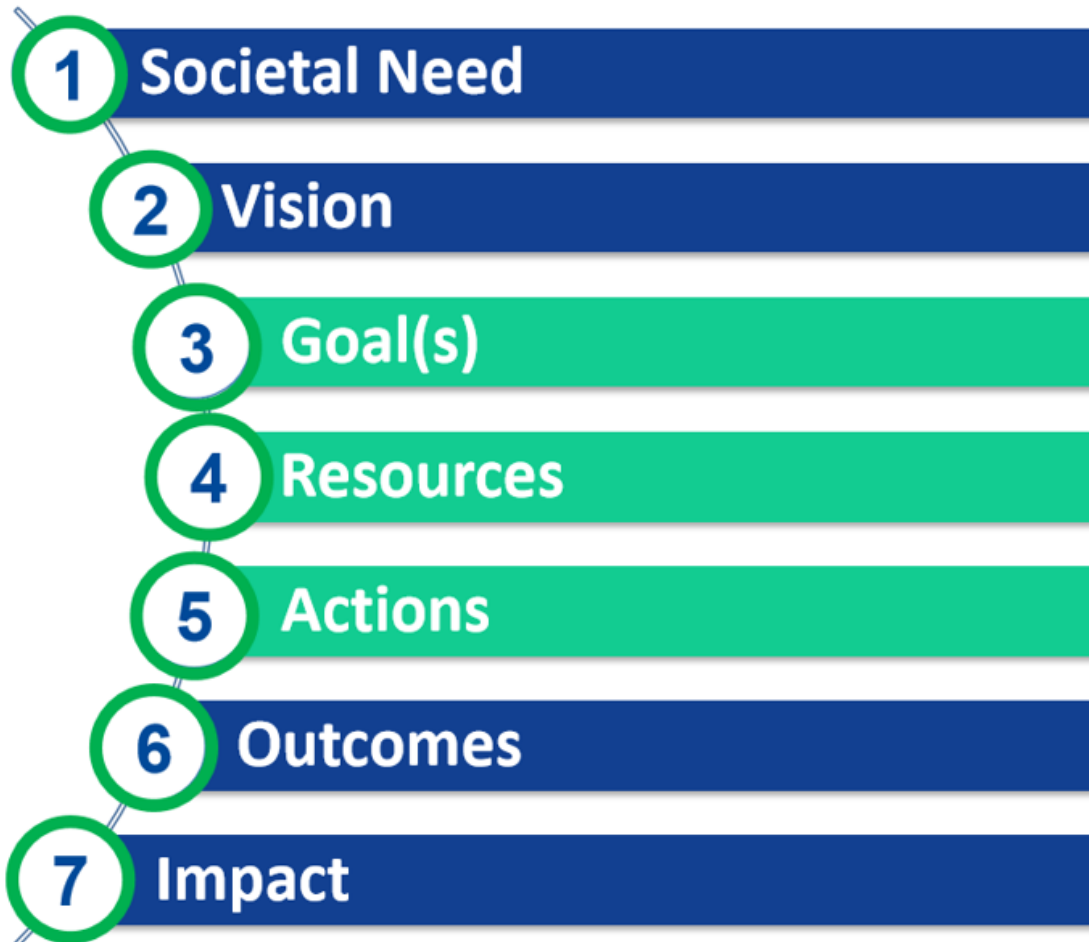 1 Societal Need
2 Vision
3 Goal(s)
4 Resources
5 Actions
6 Outcomes
7 Impact